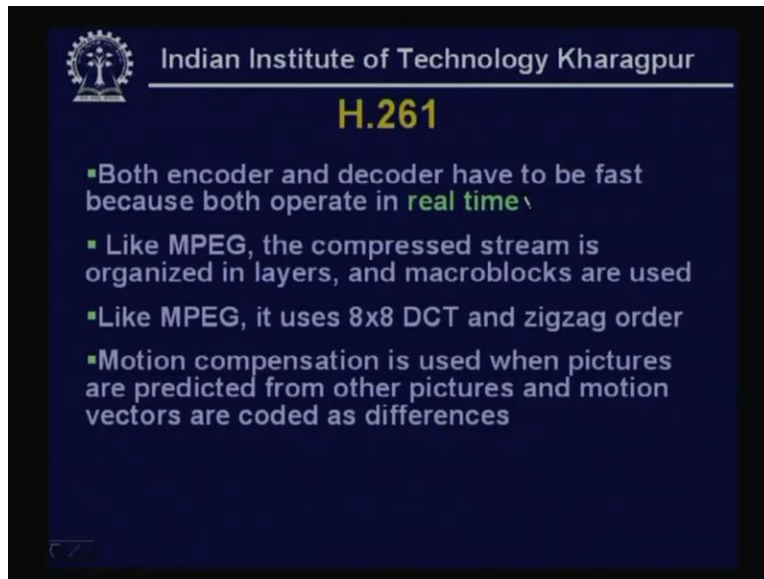 Indian Institute of Technology Kharagpur
H.261
▪Both encoder and decoder have to be fast
because both operate in real time
▪ Like MPEG, the compressed stream is
organized in layers, and macroblocks are used
▪Like MPEG, it uses 8x8 DCT and zigzag order
▪Motion compensation is used when pictures
are predicted from other pictures and motion
vectors are coded as differences